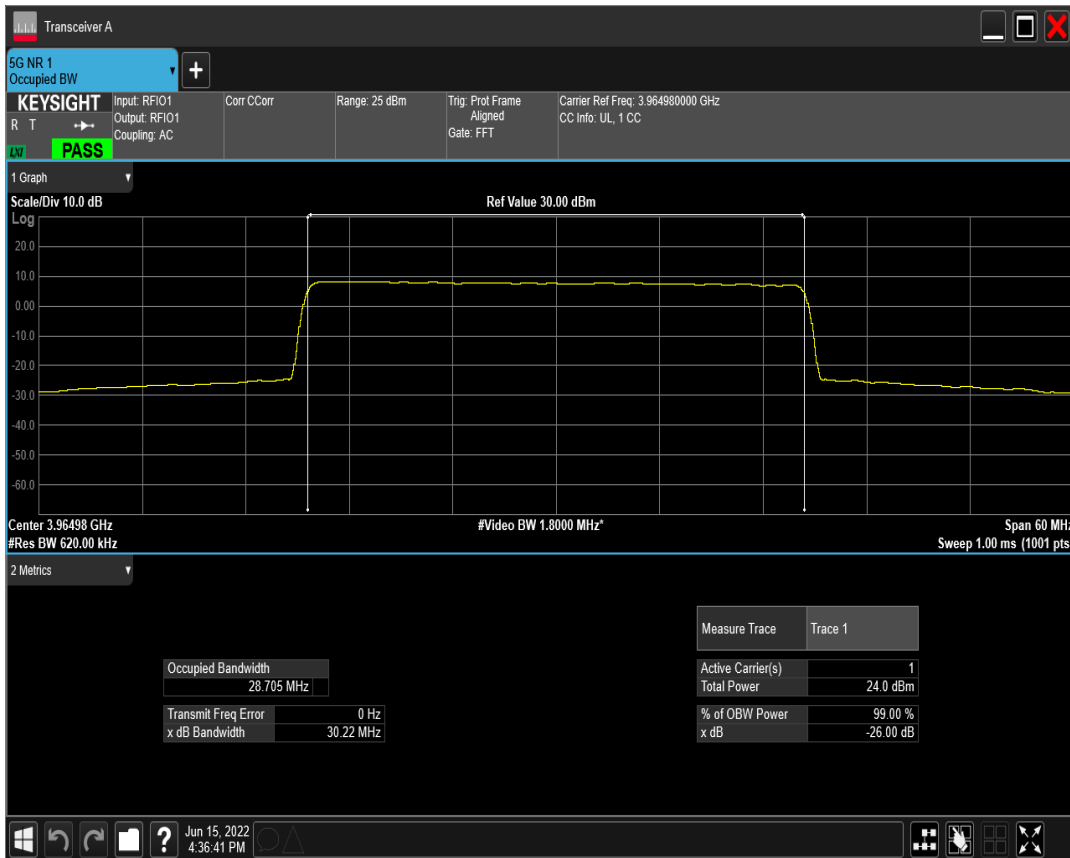 Transceiver A
5G NR 1
Occupied BW
+
KEYSIGHT
R T
LXI
PASS
Input: RFIO1
Output: RFIO1
Coupling: AC
Corr CCorr
Range: 25 dBm
Trig: Prot Frame
Aligned
Gate: FFT
Carrier Ref Freq: 3.964980000 GHz
CC Info: UL, 1 CC
1 Graph
Scale/Div 10.0 dB
Ref Value 30.00 dBm
Log
20.0
10.0
0.00
-10.0
-20.0
-30.0
-40.0
-50.0
-60.0
Center 3.96498 GHz
#Video BW 1.8000 MHz*
Span 60 MHz
#Res BW 620.00 kHz
Sweep 1.00 ms (1001 pts
2 Metrics
Measure Trace Trace 1
Occupied Bandwidth
28.705 MHz
Active Carrier(s) 1
Total Power 24.0 dBm
Transmit Freq Error 0 Hz
x dB Bandwidth 30.22 MHz
% of OBW Power 99.00 %
x dB -26.00 dB
?
Jun 15, 2022
4:36:41 PM